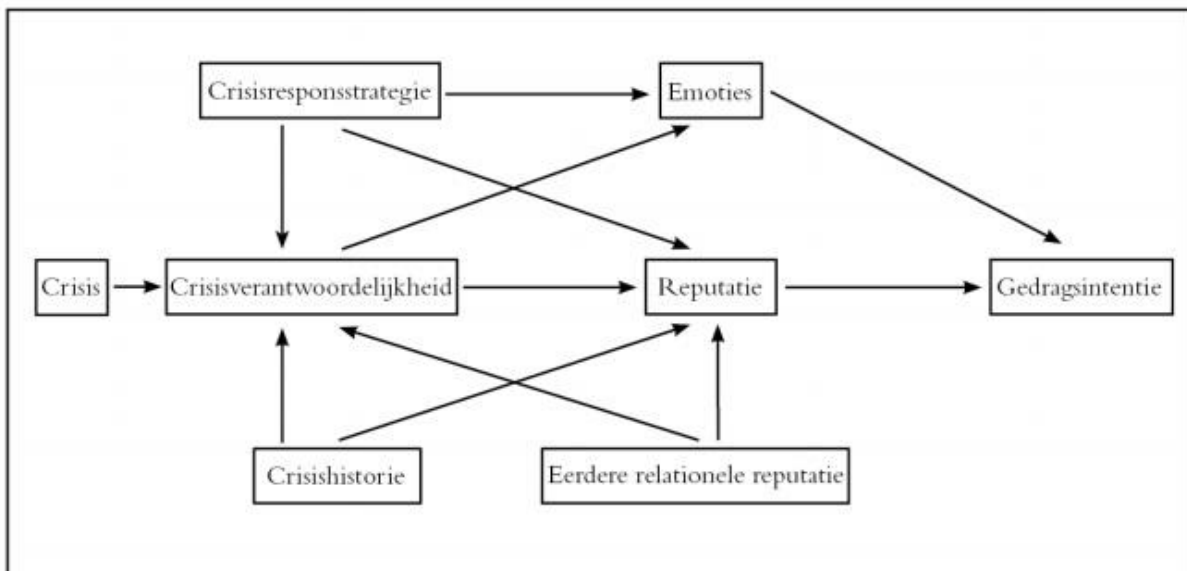 Crisisresponsstrategie
Emoties
Crisis
Crisisverantwoordelijkheid
Reputatie
Gedragsintentie
Crisishistorie
Eerdere relationele reputatie